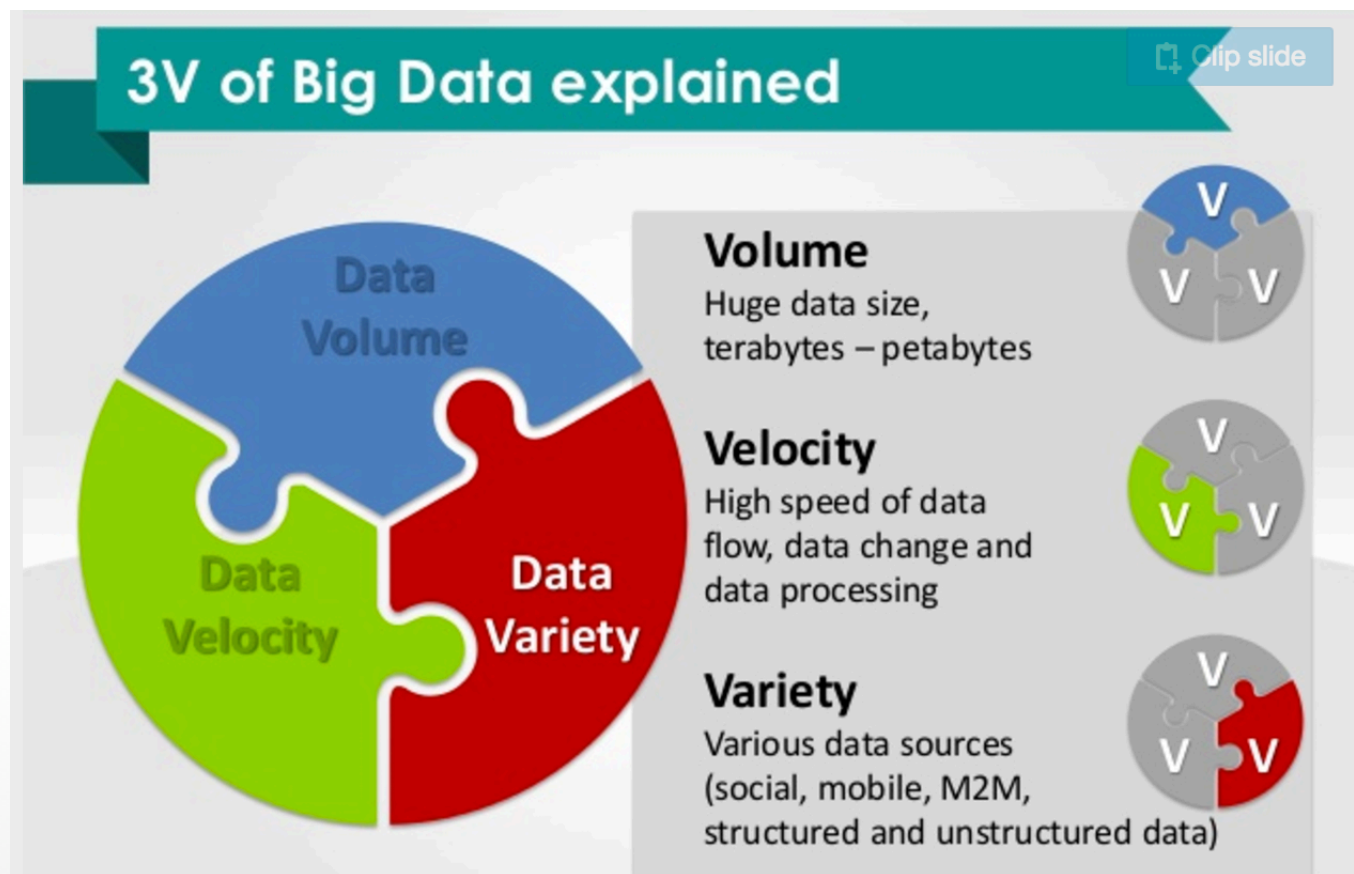 3V of Big Data explained
Clip slide
Data
Volume
Data
Velocity
Data
Variety
Volume
Huge data size,
terabytes – petabytes
V
V V
Velocity
High speed of data
flow, data change and
data processing
V
V V
Variety
Various data sources
(social, mobile, M2M,
structured and unstructured data)
V
V V